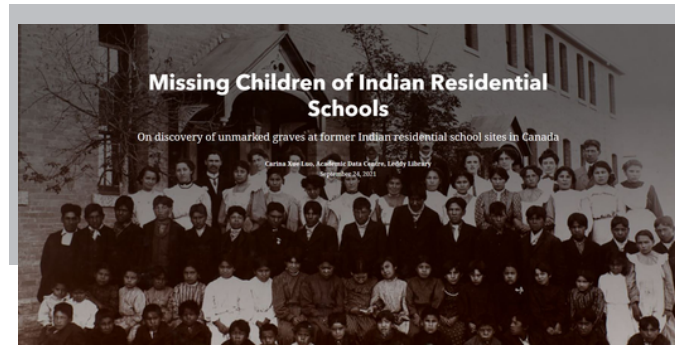 Missing Children of Indian Residential
Schools
On discovery of unmarked graves at former Indian residential school sites in Canada
Carina Xue Luo, Academic Data Centre, Leddy Library
September 24, 2021